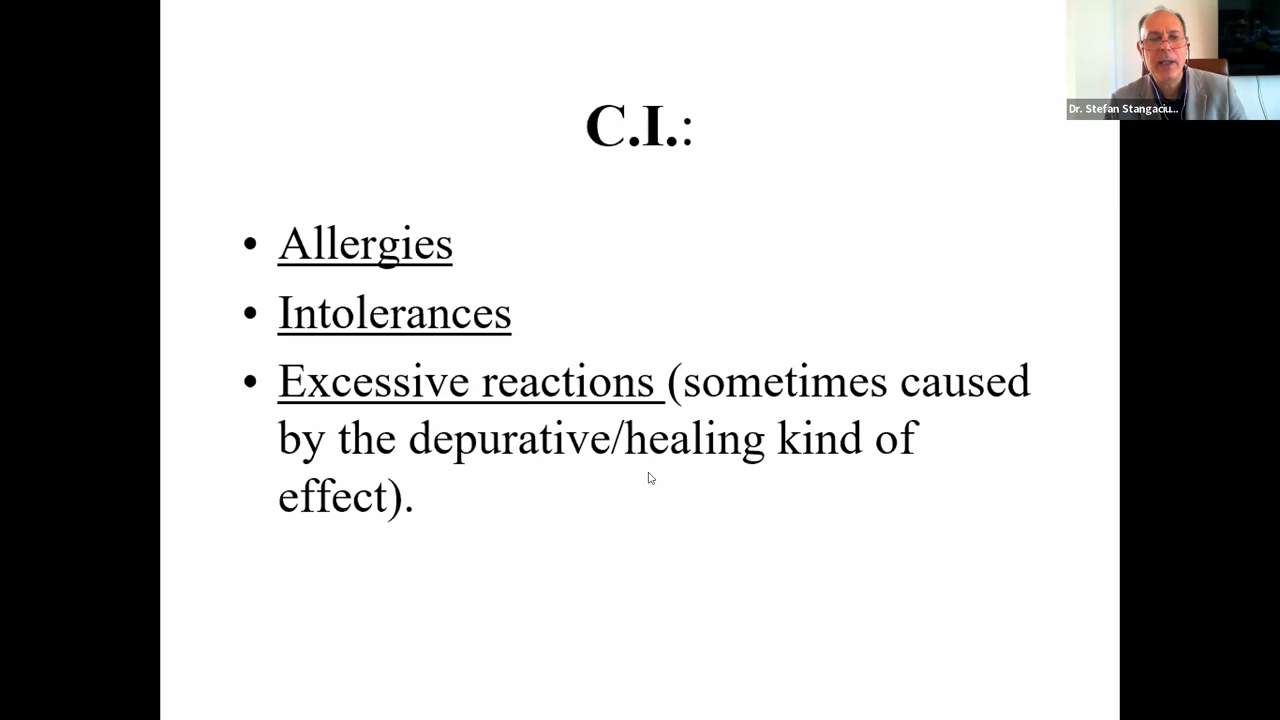 C.I.:
• Allergies
• Intolerances
• Excessive reactions (sometimes caused
by the depurative/healing kind of
effect).
Dr. Stefan Stangaciu...